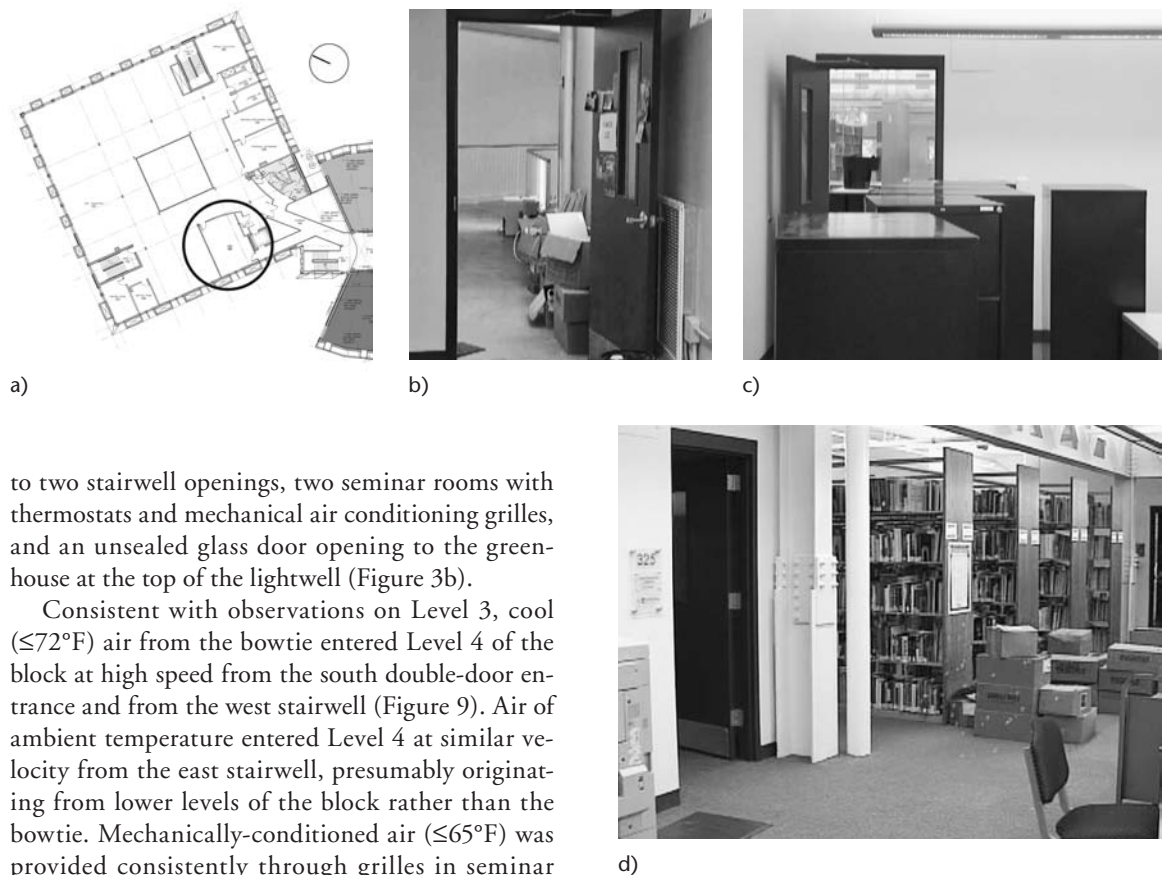 a)
b)
c)
to two stairwell openings, two seminar rooms with
thermostats and mechanical air conditioning grilles,
and an unsealed glass door opening to the green-
house at the top of the lightwell (Figure 3b).
Consistent with observations on Level 3, cool
(≤72°F) air from the bowtie entered Level 4 of the
block at high speed from the south double-door en-
trance and from the west stairwell (Figure 9). Air of
ambient temperature entered Level 4 at similar ve-
locity from the east stairwell, presumably originat-
ing from lower levels of the block rather than the
bowtie. Mechanically-conditioned air (≤65°F) was
provided consistently through grilles in seminar
325
d)